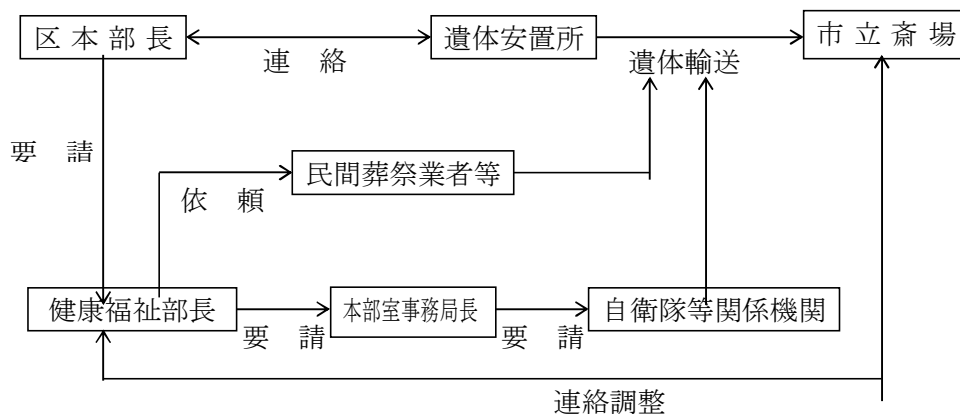 区本部長
遺体安置所
市立斎場
連絡
遺体輸送
要請
民間葬祭業者等
依頼
健康福祉部長
本部室事務局長
自衛隊等関係機関
要請
要請
連絡調整